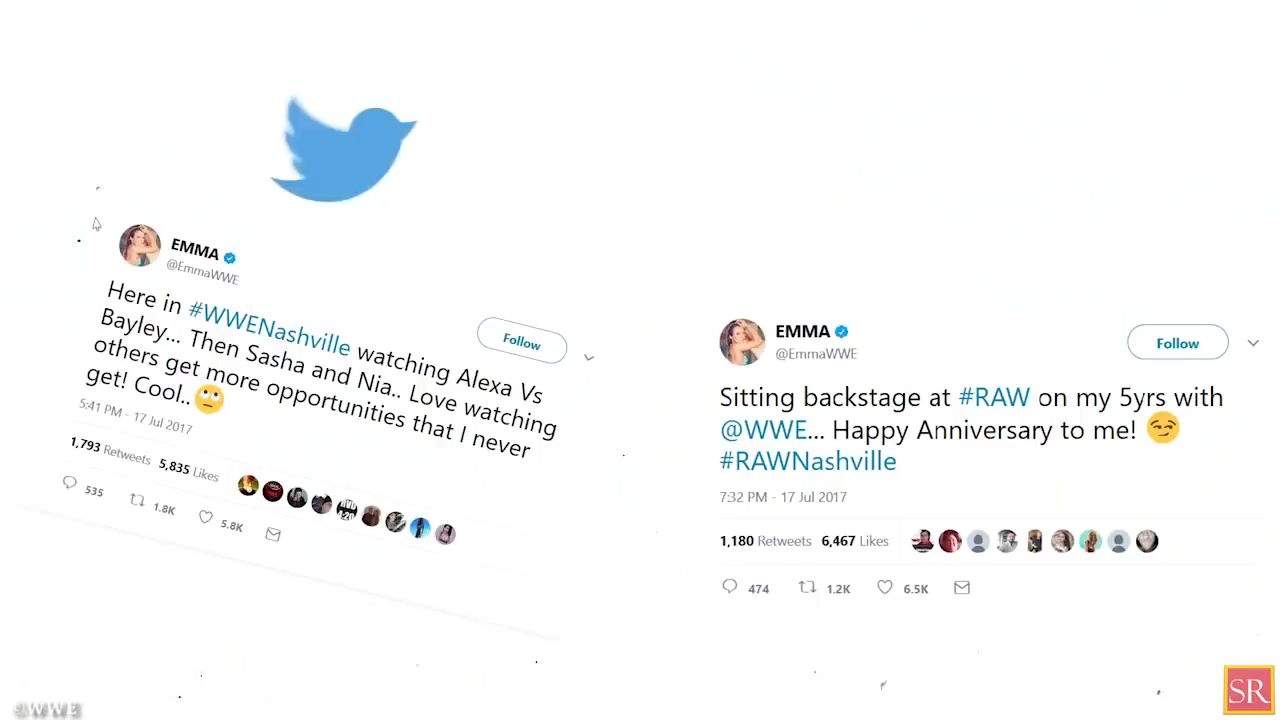 EMMA
@EmmaWWE
Follow
Here in #WWENashville watching Alexa Vs
Bayley... Then Sasha and Nia.. Love watching
others get more opportunities that I never
get! Cool..🙄
5:41 PM - 17 Jul 2017
1,793 Retweets 5,835 Likes
535 1.8K 5.8K
EMMA
@EmmaWWE
Follow
Sitting backstage at #RAW on my 5yrs with
@WWE... Happy Anniversary to me! 😏
#RAWNashville
7:32 PM - 17 Jul 2017
1,180 Retweets 6,467 Likes
474 1.2K 6.5K
©WWE
SR